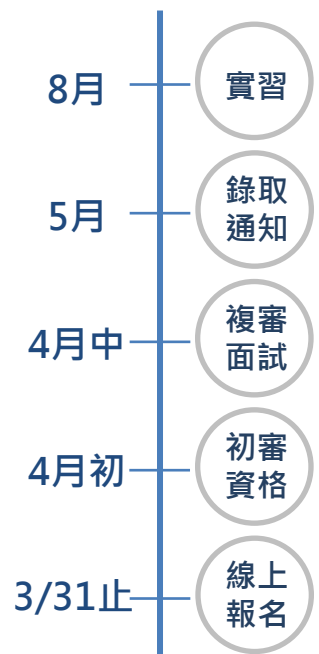 8月
實習
5月
錄取
通知
4月中
複審
面試
4月初
初審
資格
3/31止
線上
報名